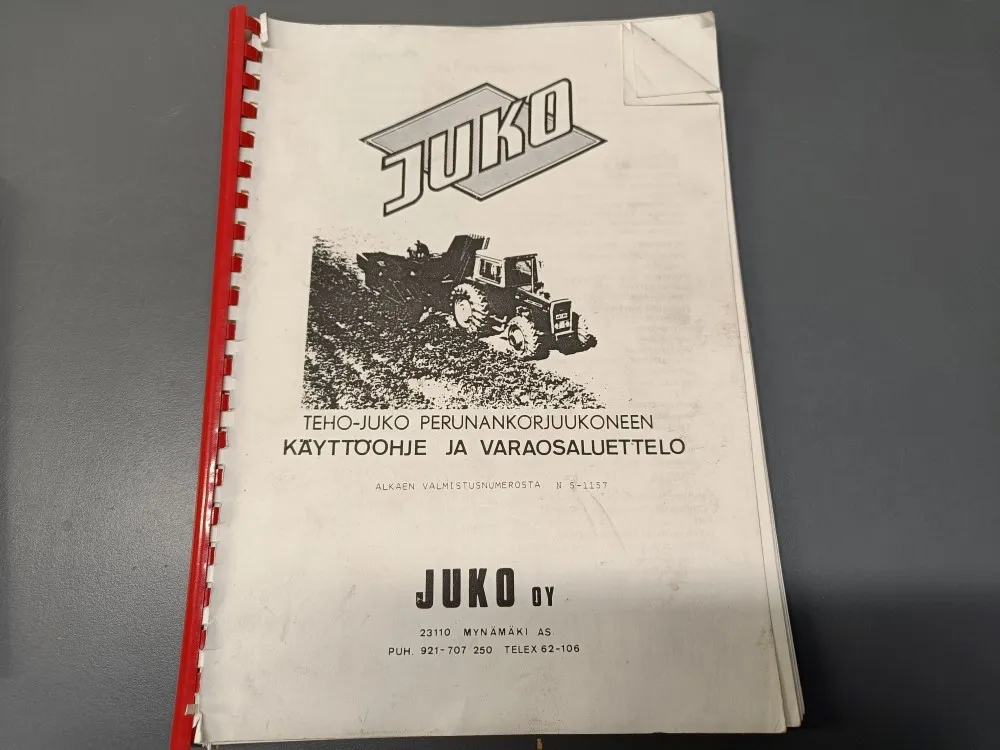 JUKO
TEHO-JUKO PERUNANKORJUUKONEEN
KÄYTTÖOHJE JA VARAOSALUETTELO
ALKAEN VALMISTUSNUMEROSTA N 5-1157
JUKO OY
23110 MYNÄMÄKI AS.
PUH. 921-707 250 TELEX 62-106